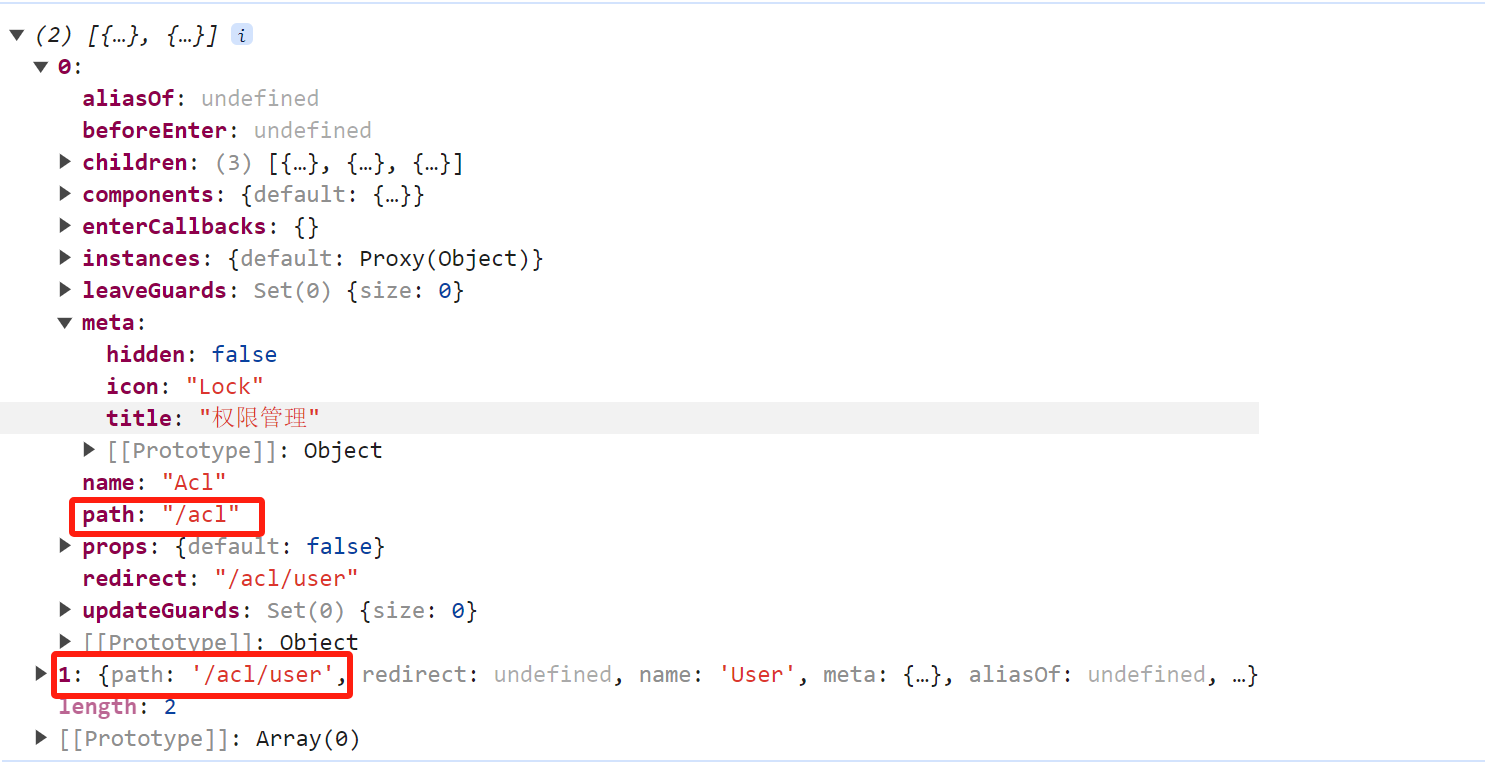 (2) [{…}, {…}] i
0:
aliasOf: undefined
beforeEnter: undefined
children: (3) [{…}, {…}, {…}]
components: {default: {…}}
enterCallbacks: {}
instances: {default: Proxy(Object)}
leaveGuards: Set(0) {size: 0}
meta:
hidden: false
icon: "Lock"
title: "权限管理"
[[Prototype]]: Object
name: "Acl"
path: "/acl"
props: {default: false}
redirect: "/acl/user"
updateGuards: Set(0) {size: 0}
[[Prototype]]: Object
1: {path: '/acl/user', redirect: undefined, name: 'User', meta: {…}, aliasOf: undefined, …}
length: 2
[[Prototype]]: Array(0)